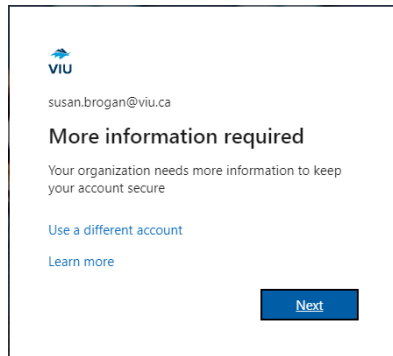 VIU
susan.brogan@viu.ca
More information required
Your organization needs more information to keep
your account secure
Use a different account
Learn more
Next